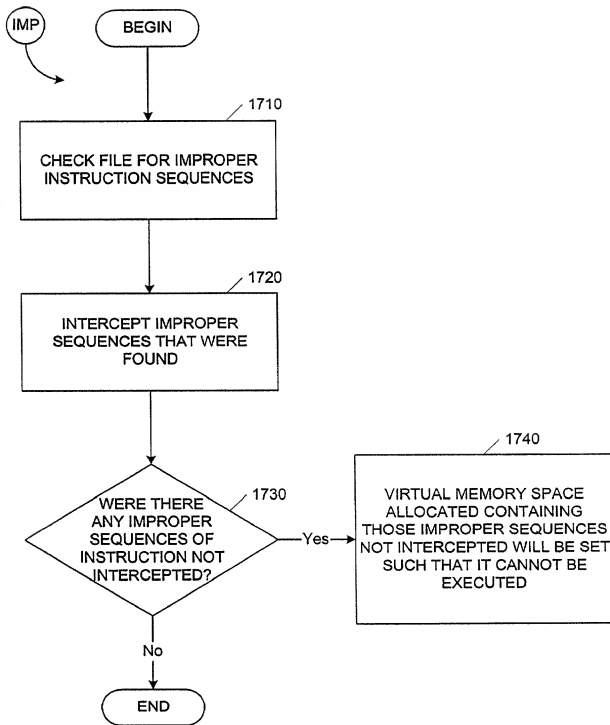 IMP
BEGIN
1710
CHECK FILE FOR IMPROPER
INSTRUCTION SEQUENCES
1720
INTERCEPT IMPROPER
SEQUENCES THAT WERE
FOUND
1730
WERE THERE
ANY IMPROPER
SEQUENCES OF
INSTRUCTION NOT
INTERCEPTED?
Yes
1740
VIRTUAL MEMORY SPACE
ALLOCATED CONTAINING
THOSE IMPROPER SEQUENCES
NOT INTERCEPTED WILL BE SET
SUCH THAT IT CANNOT BE
EXECUTED
No
END